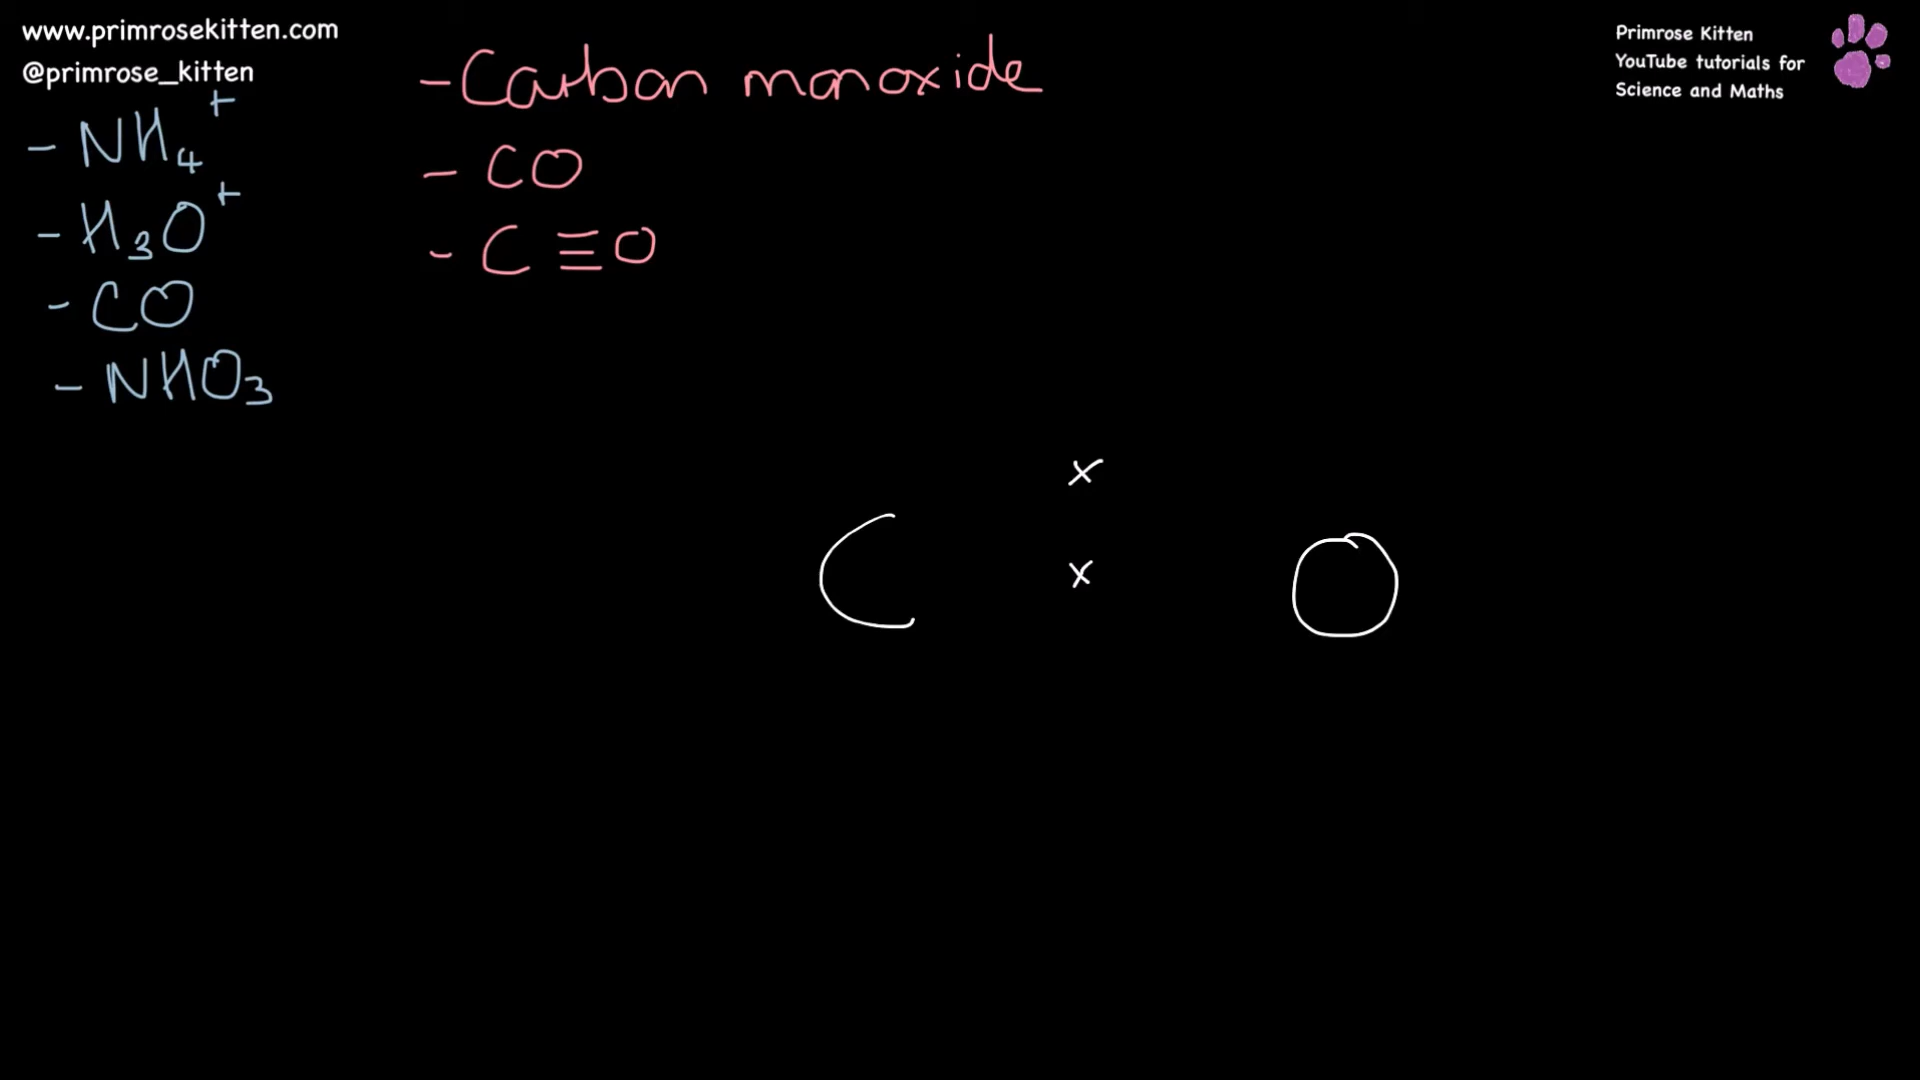 www.primrosekitten.com
@primrose_kitten
- NH₄⁺
- H₃O⁺
- CO
- NHO₃
- Carbon monoxide
- CO
- C≡O
x
C x O
Primrose Kitten
YouTube tutorials for
Science and Maths